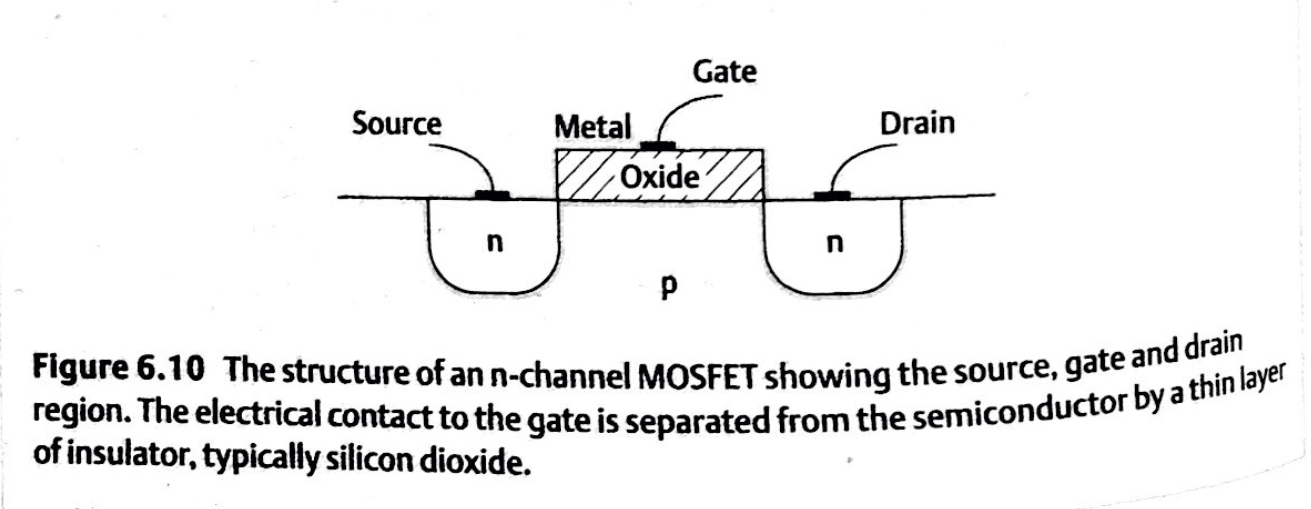 Gate
Source
Metal
Drain
Oxide
n
n
p
Figure 6.10 The structure of an n-channel MOSFET showing the source, gate and drain
region. The electrical contact to the gate is separated from the semiconductor by a thin layer
of insulator, typically silicon dioxide.